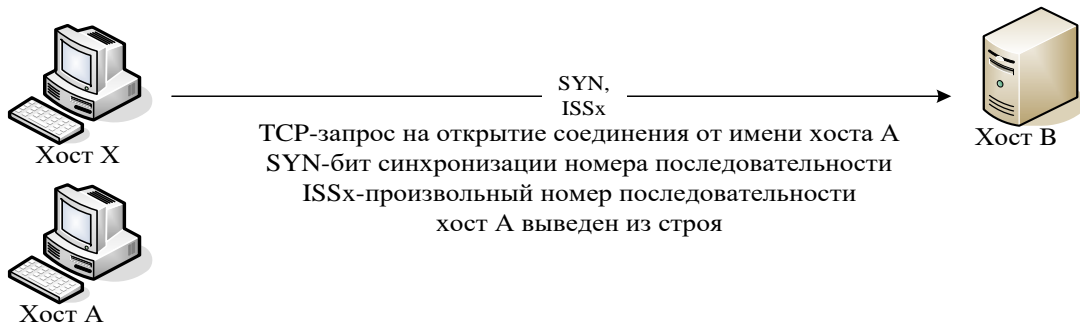 SYN,
ISSx
TCP-запрос на открытие соединения от имени хоста А
SYN-бит синхронизации номера последовательности
ISSx-произвольный номер последовательности
хост А выведен из строя
Хост X
Хост B
Хост А